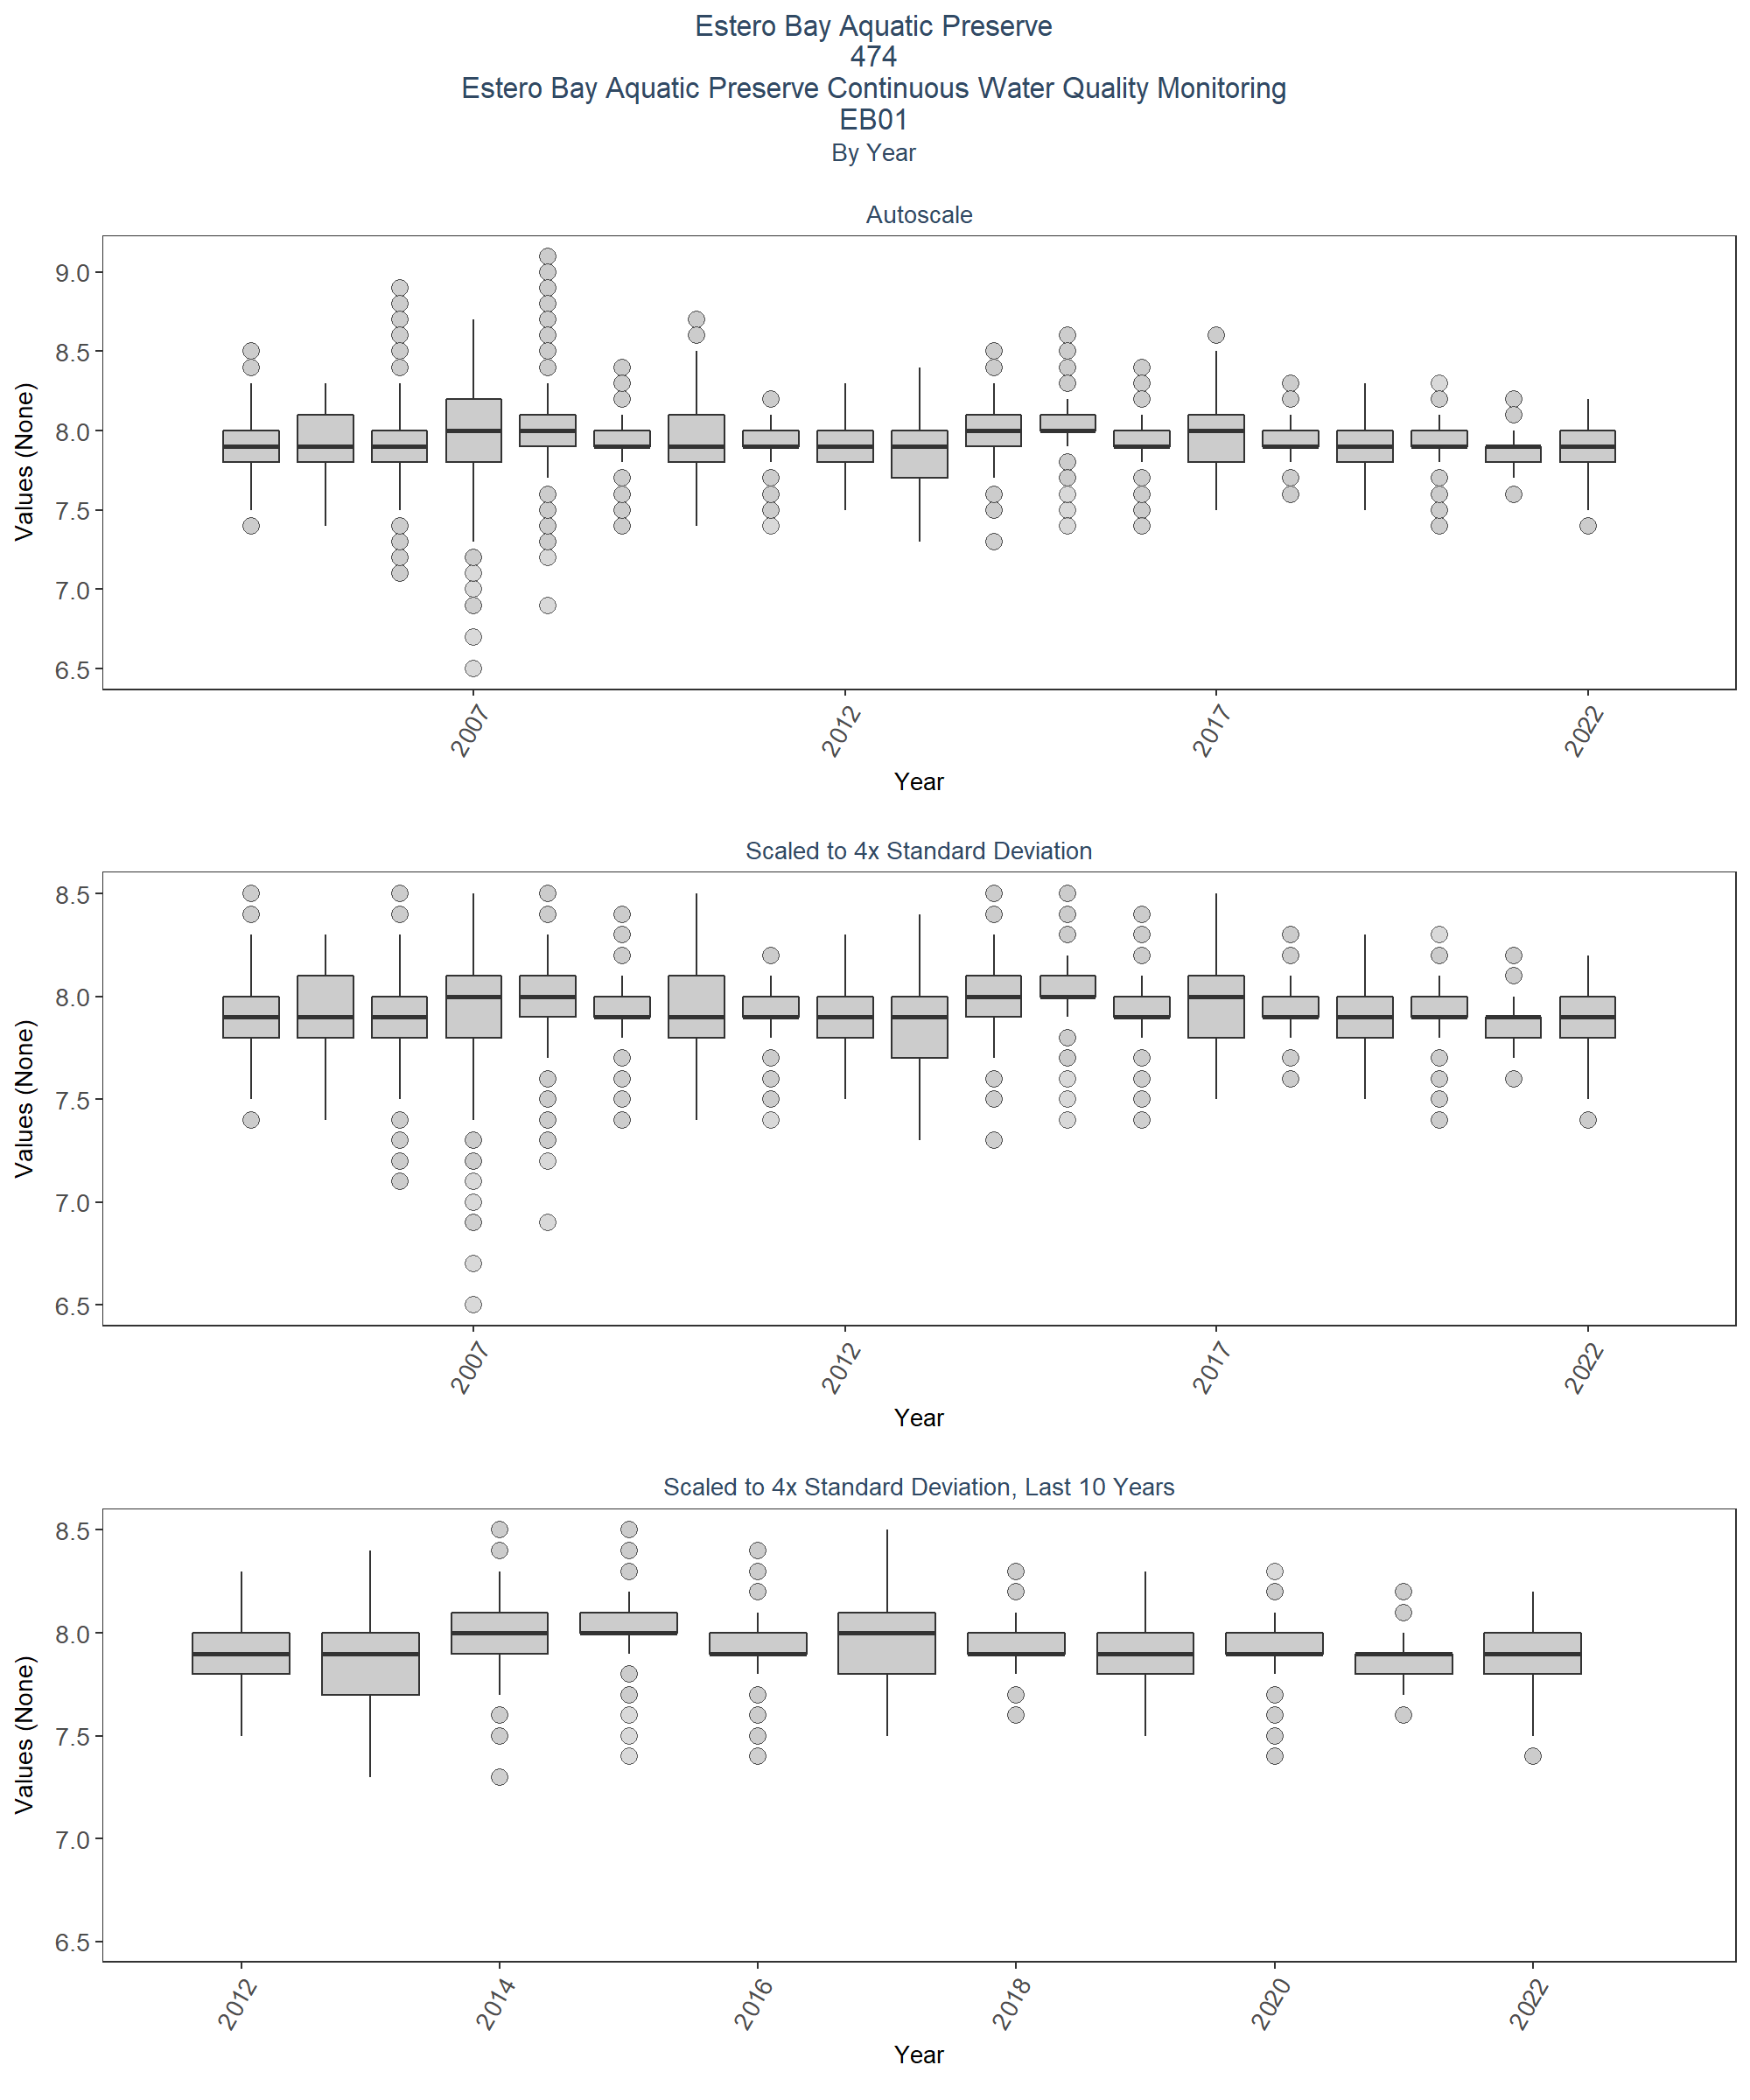 Estero Bay Aquatic Preserve
474
Estero Bay Aquatic Preserve Continuous Water Quality Monitoring
EB01
By Year
Autoscale
Values (None)
9.0
8.5
8.0
7.5
7.0
6.5
2007
2012
2017
2022
Year
Scaled to 4x Standard Deviation
Values (None)
8.5
8.0
7.5
7.0
6.5
2007
2012
2017
2022
Year
Scaled to 4x Standard Deviation, Last 10 Years
Values (None)
8.5
8.0
7.5
7.0
6.5
2012
2014
2016
2018
2020
2022
Year